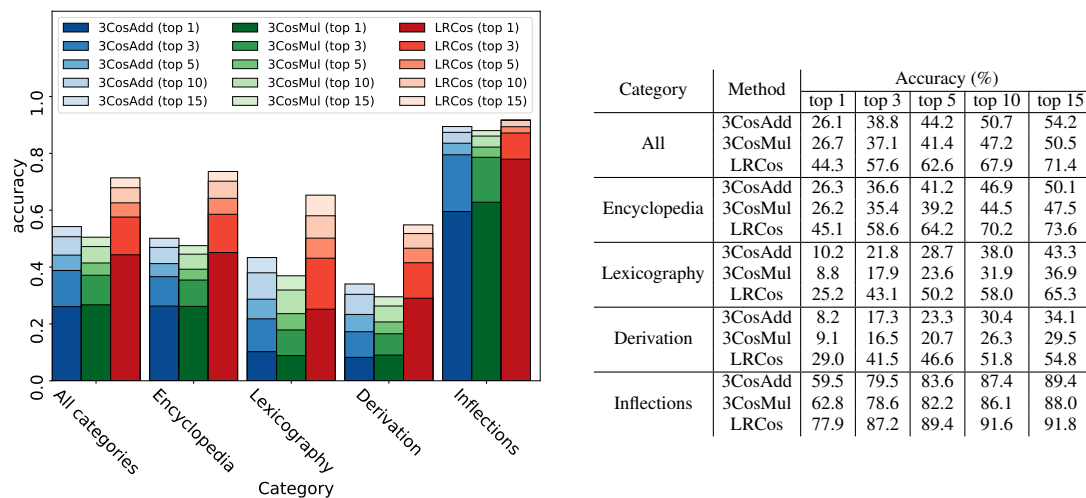 3CosAdd (top 1) 3CosMul (top 1) LRCos (top 1)
3CosAdd (top 3) 3CosMul (top 3) LRCos (top 3)
3CosAdd (top 5) 3CosMul (top 5) LRCos (top 5)
3CosAdd (top 10) 3CosMul (top 10) LRCos (top 10)
3CosAdd (top 15) 3CosMul (top 15) LRCos (top 15)
accuracy
1.0
0.8
0.6
0.4
0.2
0.0
All categories
Encyclopedia
Lexicography
Derivation
Inflections
Category
Category Method Accuracy (%)
top 1 top 3 top 5 top 10 top 15
All
3CosAdd 26.1 38.8 44.2 50.7 54.2
3CosMul 26.7 37.1 41.4 47.2 50.5
LRCos 44.3 57.6 62.6 67.9 71.4
Encyclopedia
3CosAdd 26.3 36.6 41.2 46.9 50.1
3CosMul 26.2 35.4 39.2 44.5 47.5
LRCos 45.1 58.6 64.2 70.2 73.6
Lexicography
3CosAdd 10.2 21.8 28.7 38.0 43.3
3CosMul 8.8 17.9 23.6 31.9 36.9
LRCos 25.2 43.1 50.2 58.0 65.3
Derivation
3CosAdd 8.2 17.3 23.3 30.4 34.1
3CosMul 9.1 16.5 20.7 26.3 29.5
LRCos 29.0 41.5 46.6 51.8 54.8
Inflections
3CosAdd 59.5 79.5 83.6 87.4 89.4
3CosMul 62.8 78.6 82.2 86.1 88.0
LRCos 77.9 87.2 89.4 91.6 91.8